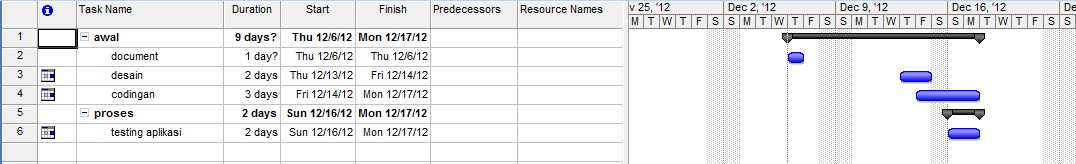 Task Name Duration Start Finish Predecessors Resource Names v 25, '12 Dec 2, '12 Dec 9, '12 Dec 16, '12 De
M T W T F S S M T W T F S S M T W T F S S M T W T F S S M
1 awal 9 days? Thu 12/6/12 Mon 12/17/12
2 document 1 day? Thu 12/6/12 Thu 12/6/12
3 desain 2 days Thu 12/13/12 Fri 12/14/12
4 codingan 3 days Fri 12/14/12 Mon 12/17/12
5 proses 2 days Sun 12/16/12 Mon 12/17/12
6 testing aplikasi 2 days Sun 12/16/12 Mon 12/17/12